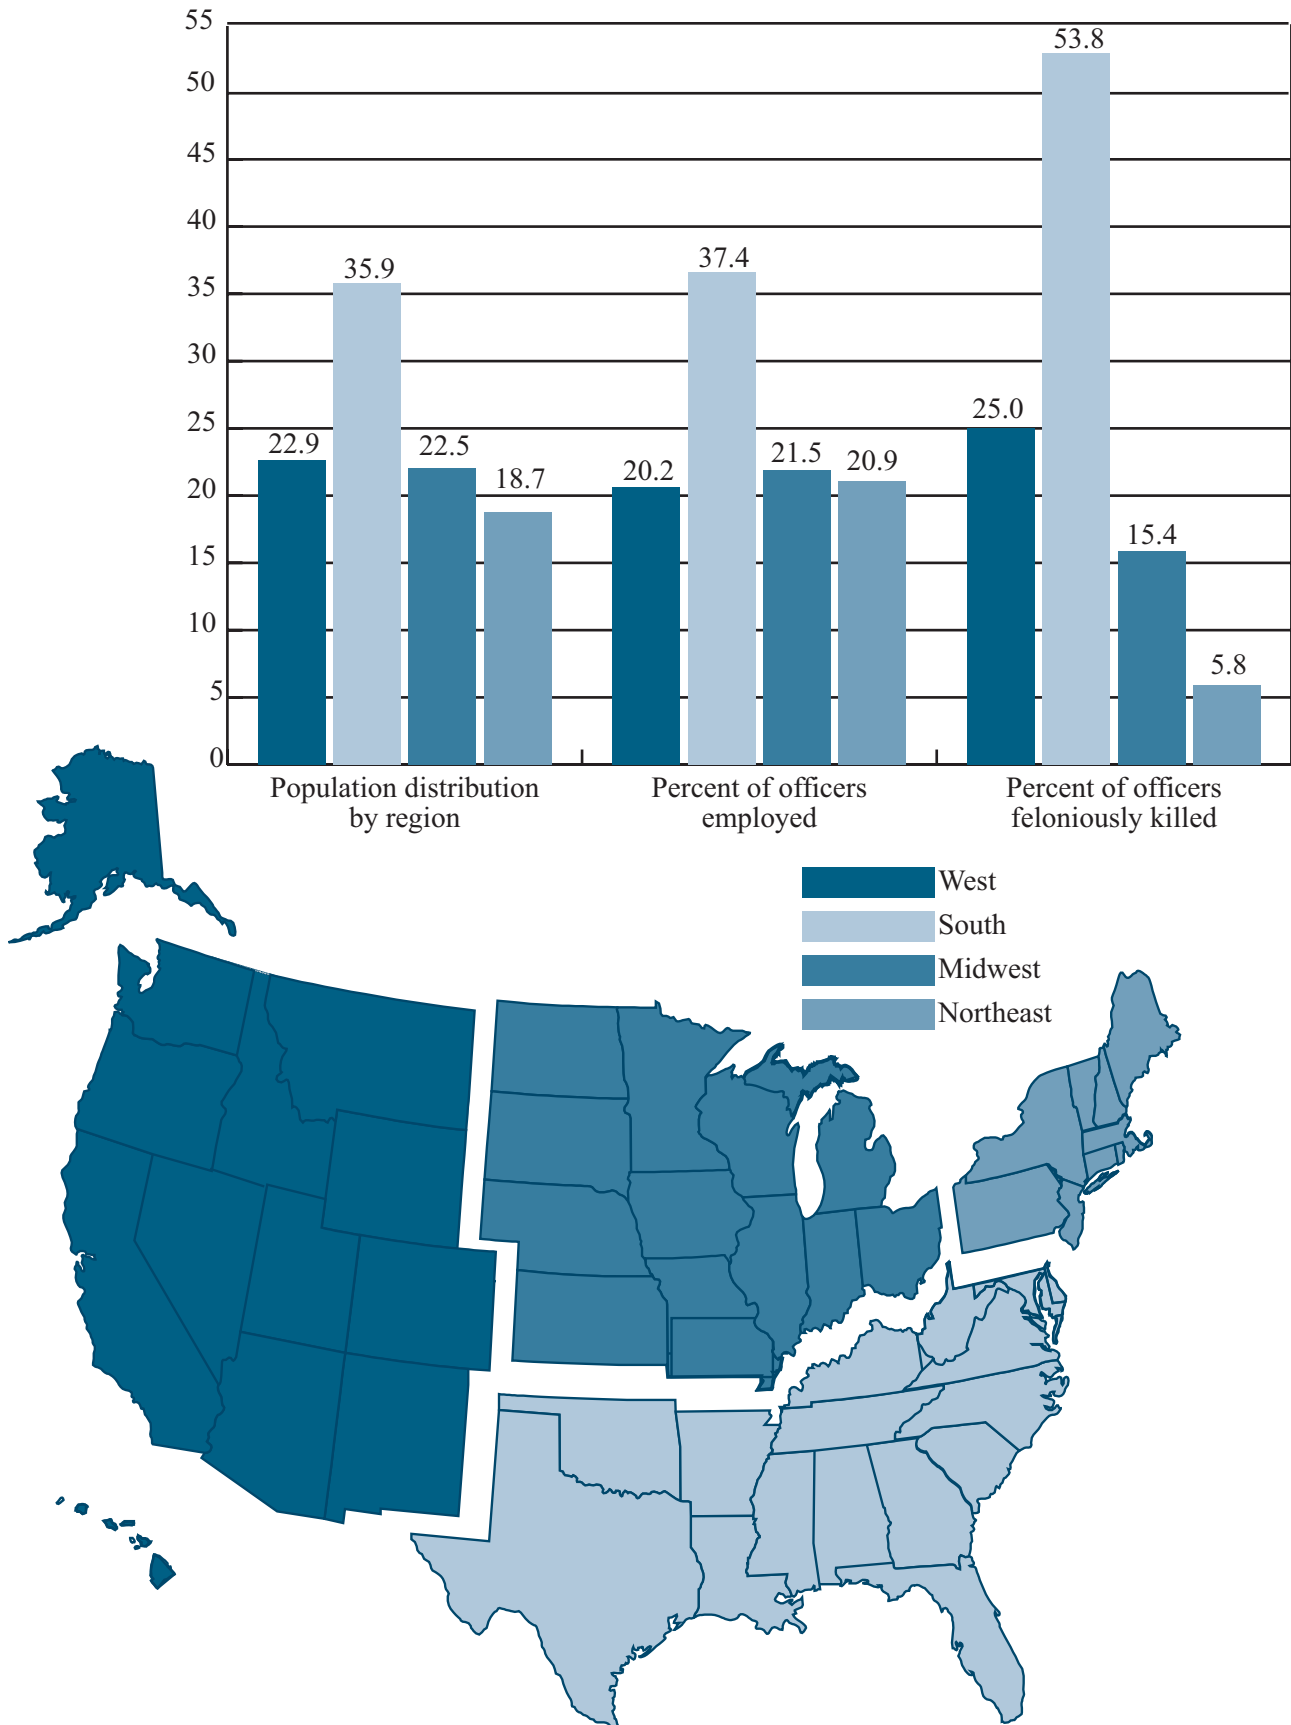 55
50
45
40
35
30
25
20
15
10
5
0
22.9
35.9
22.5
18.7
20.2
37.4
21.5
20.9
25.0
53.8
15.4
5.8
Population distribution
by region
Percent of officers
employed
Percent of officers
feloniously killed
West
South
Midwest
Northeast